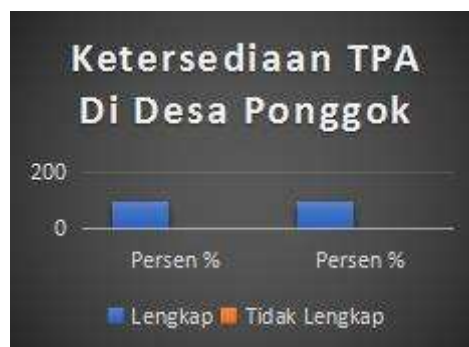 Ketersediaan TPA
Di Desa Ponggok
200
0
Persen % Persen %
Lengkap Tidak Lengkap